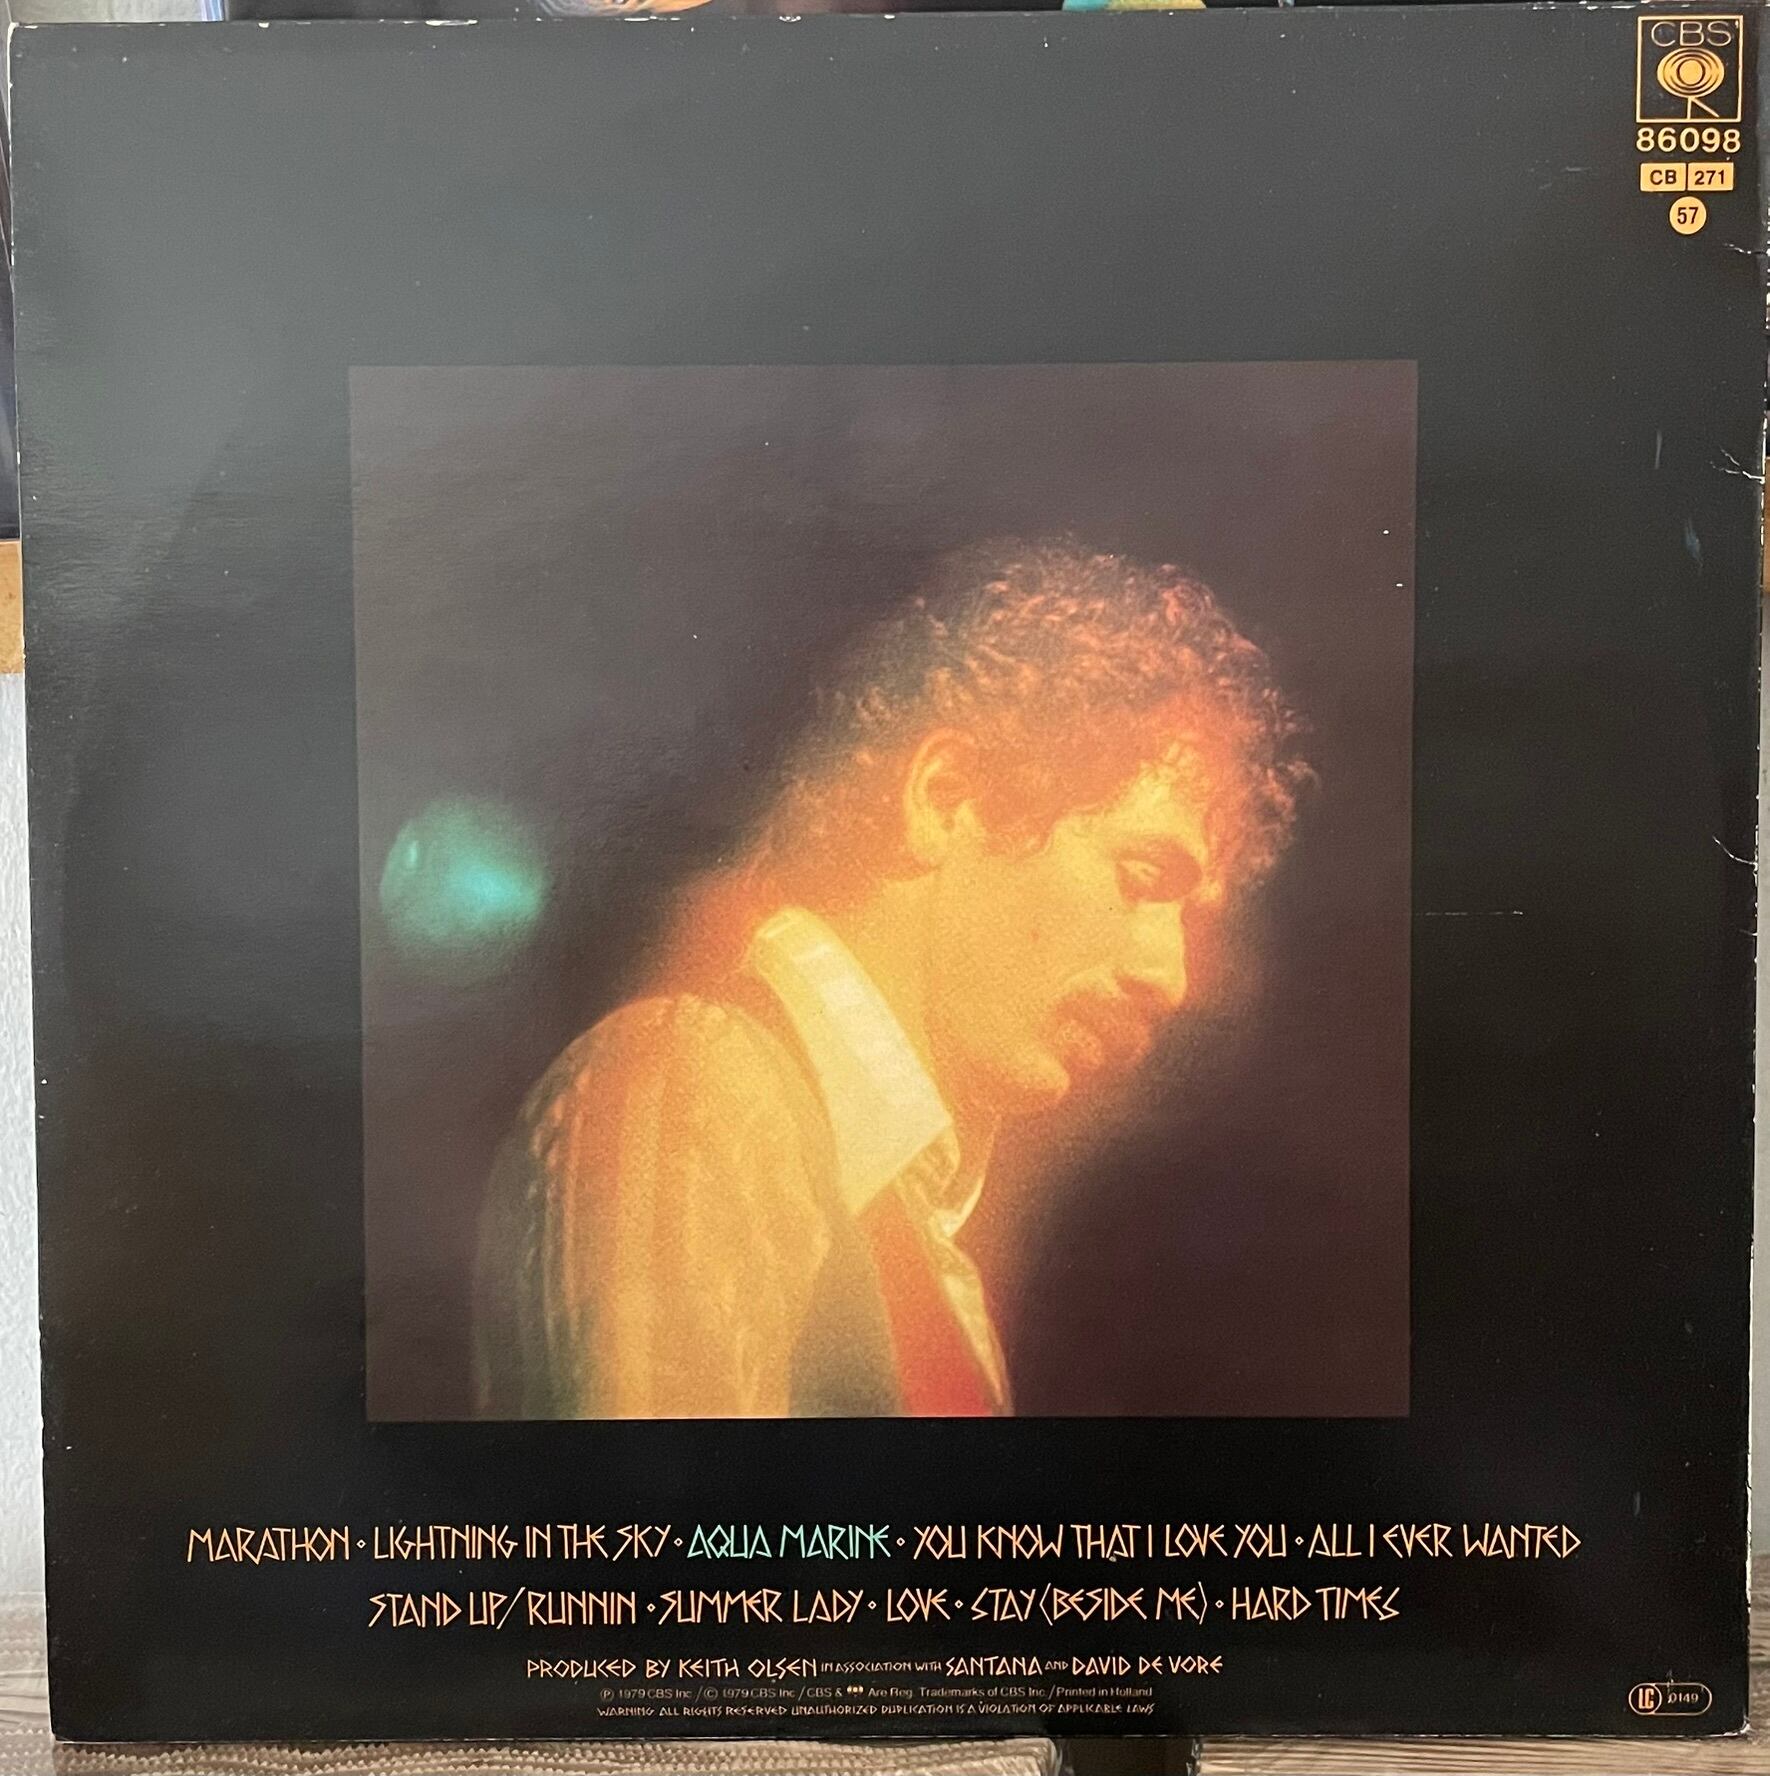 CBS
86098
CB 271
57
MARATHON • LIGHTNING IN THE SKY • AQUA MARINE • YOU KNOW THAT I LOVE YOU • ALL I EVER WANTED
STAND UP/RUNNIN • SUMMER LADY • LOVE • STAY (BESIDE ME) • HARD TIMES
PRODUCED BY KEITH OLSEN IN ASSOCIATION WITH SANTANA AND DAVID DE VORE
℗ 1979 CBS Inc / © 1979 CBS Inc / CBS & Are Reg. Trademarks of CBS Inc. / Printed in Holland
WARNING ALL RIGHTS RESERVED UNAUTHORIZED DUPLICATION IS A VIOLATION OF APPLICABLE LAWS
LC 0149